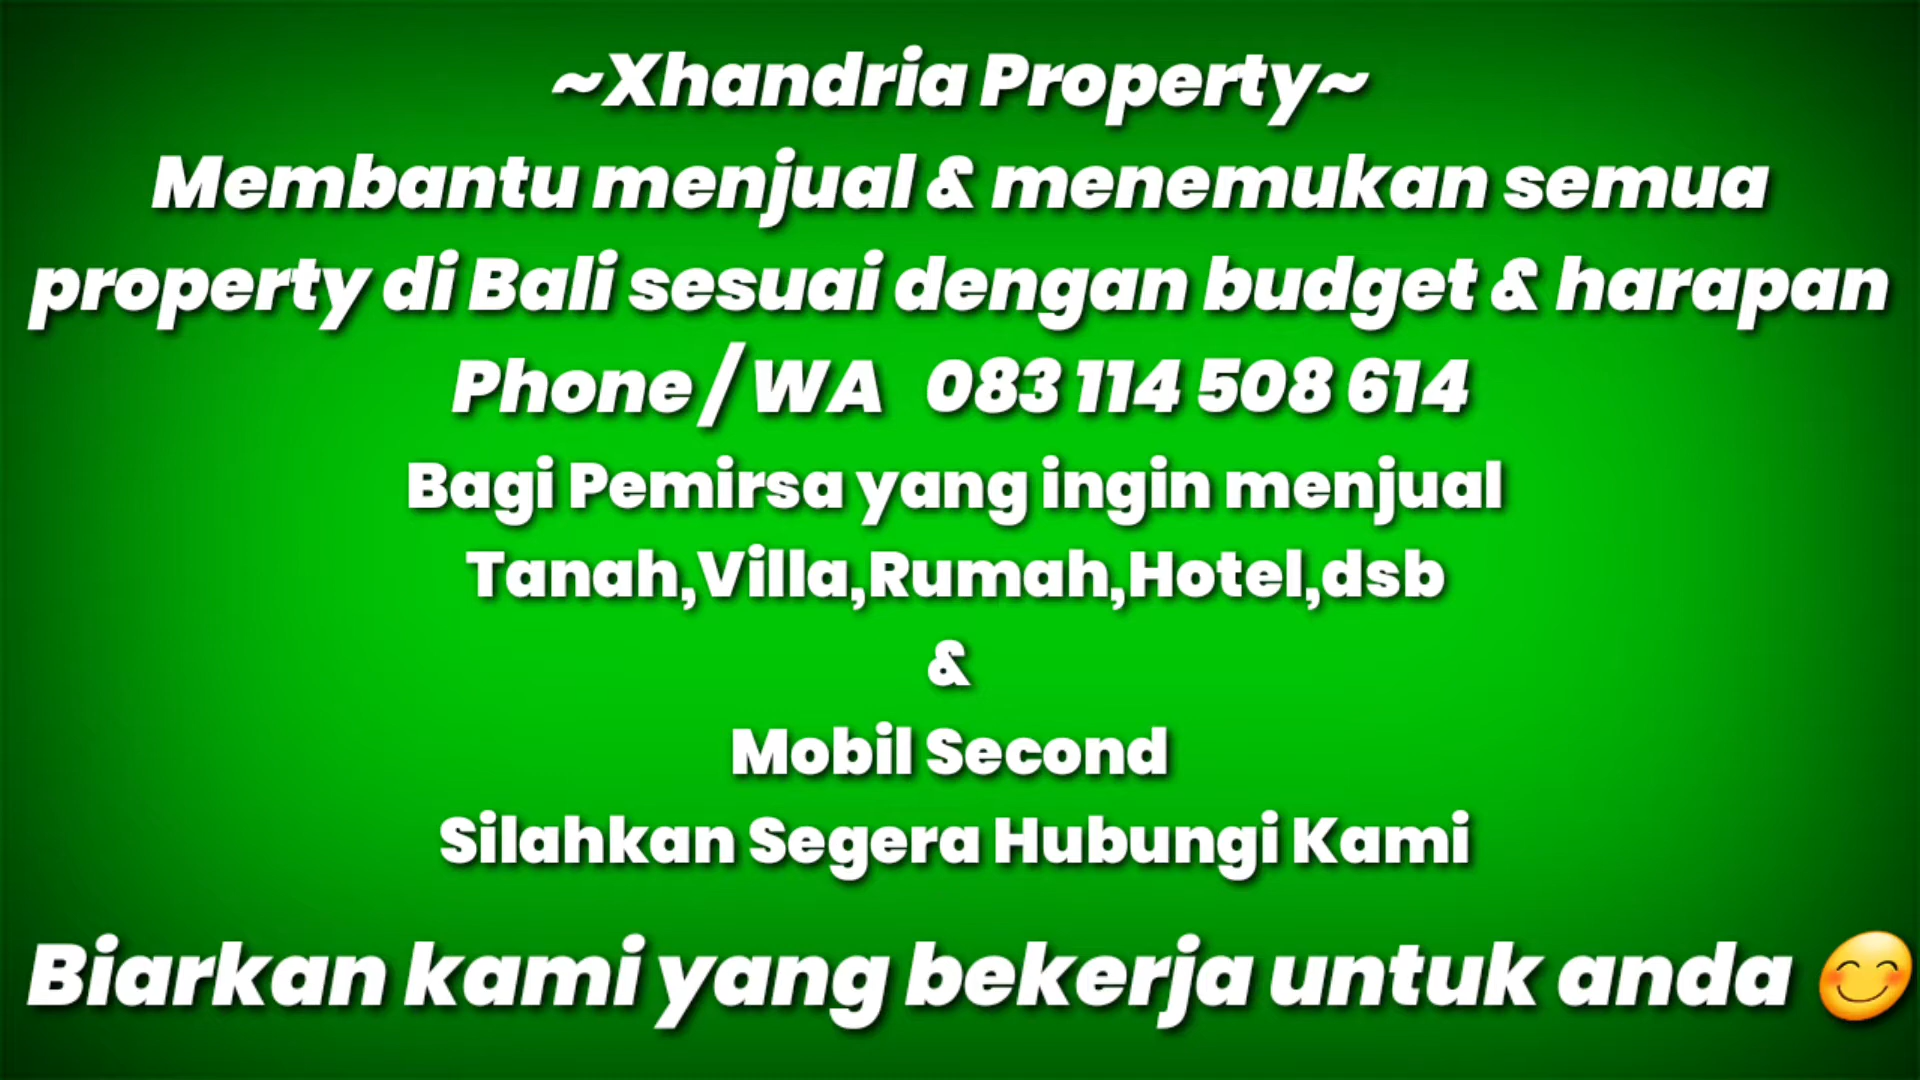 ~Xhandria Property~
Membantu menjual & menemukan semua
property di Bali sesuai dengan budget & harapan
Phone / WA 083 114 508 614
Bagi Pemirsa yang ingin menjual
Tanah,Villa,Rumah,Hotel,dsb
&
Mobil Second
Silahkan Segera Hubungi Kami
Biarkan kami yang bekerja untuk anda 😊